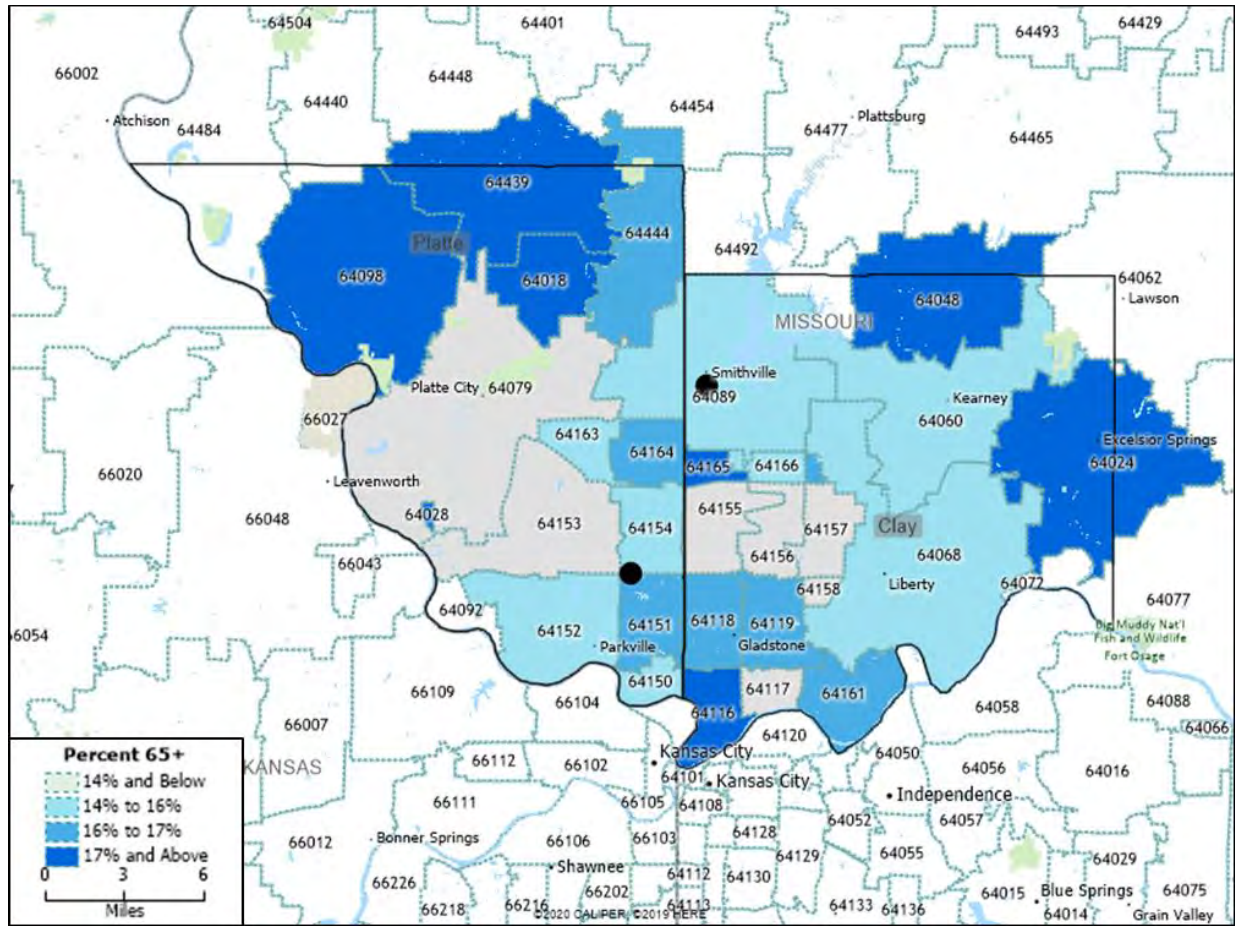 64504
64401
64493
64429
66002
64448
64440
64454
Atchison
64484
64477
Plattsburg
64465
64439
64444
Platte
64492
64098
64018
64062
64048
Lawson
MISSOURI
Smithville
Platte City
64079
64089
Kearney
64060
66027
64163
64164
Excelsior Springs
64024
64165
64166
66020
Leavenworth
66048
64028
64153
64154
64155
64157
Clay
64156
64068
66043
64158
Liberty
64072
64092
64077
64152
64151
64118
64119
Big Muddy Nat'l
Fish and Wildlife
Fort Osage
66054
Parkville
Gladstone
64150
64117
64161
66109
66104
64116
64058
64088
66007
64120
64066
Kansas City
64050
66112
66102
64056
64016
KANSAS
64101
Kansas City
66111
66105
64108
Independence
64052
64057
66012
Bonner Springs
66106
66103
64128
64129
64055
64029
Shawnee
64112
64130
66226
66202
64015
Blue Springs
64075
66218
66216
64113
64133
64136
64014
Grain Valley
©2020 CALIPER; ©2019 HERE
Percent 65+
14% and Below
14% to 16%
16% to 17%
17% and Above
0 3 6
Miles